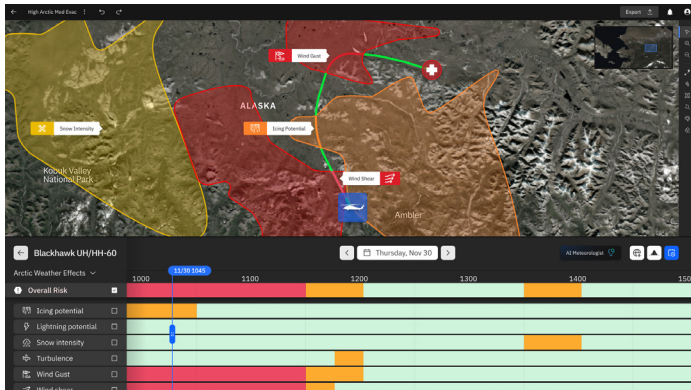 High Arctic Med Evac
Export
Wind Gust
ALASKA
Snow Intensity
Icing Potential
Kobuk Valley
National Park
Wind Shear
Ambler
Blackhawk UH/HH-60
Thursday, Nov 30
AI Meteorologist
Arctic Weather Effects
11/30 1045
1000
1100
1200
1300
1400
150
Overall Risk
Icing potential
Lightning potential
Snow intensity
Turbulence
Wind Gust
Wind shear